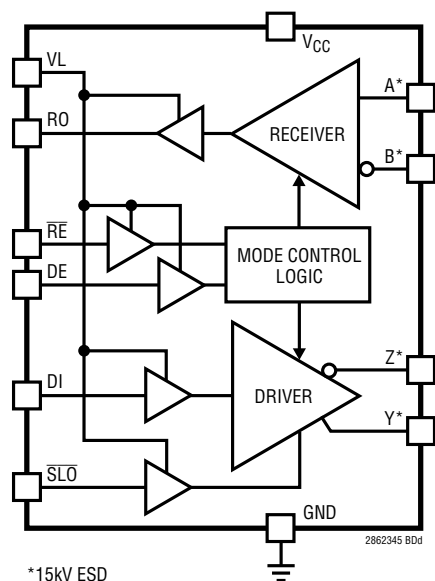 VCC
VL
A*
RO
RECEIVER
B*
RE
MODE CONTROL
LOGIC
DE
Z*
DI
DRIVER
Y*
SLO
GND
2862345 BDd
*15kV ESD